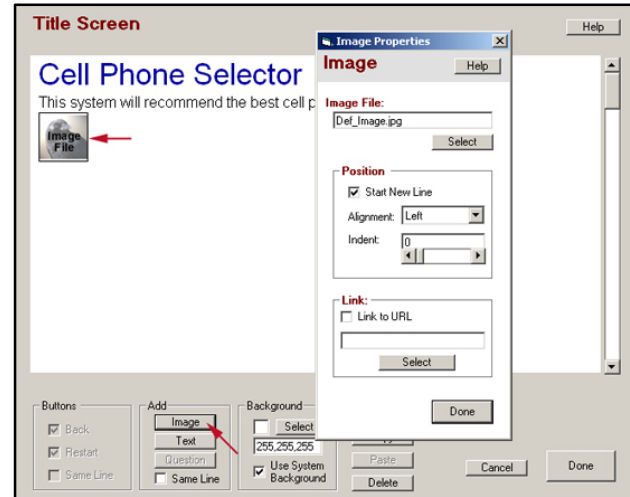 Title Screen
Help
Cell Phone Selector
This system will recommend the best cell p
Image
File
Image Properties
Image
Help
Image File:
Def_Image.jpg
Select
Position
Start New Line
Alignment: Left
Indent: 0
Link:
Link to URL
Select
Done
Buttons
Back
Restart
Same Line
Add
Image
Text
Question
Same Line
Background
Select
255,255,255
Use System
Background
Paste
Delete
Cancel
Done